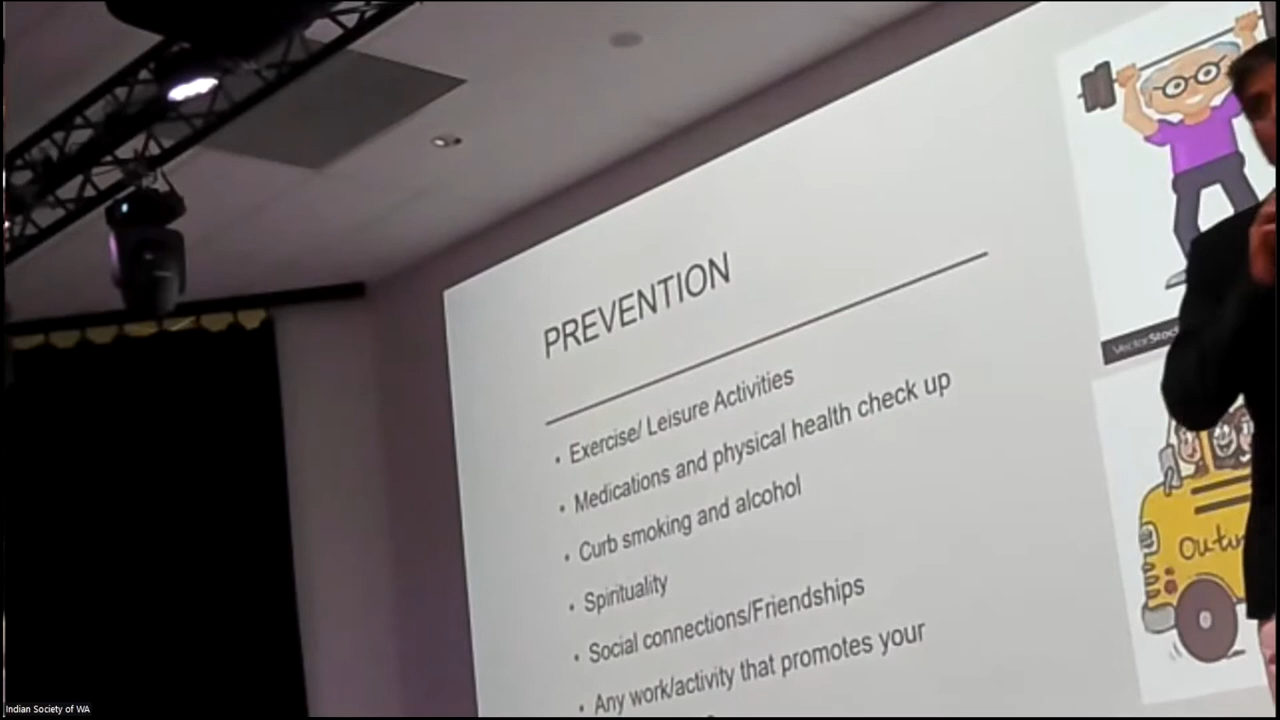 PREVENTION
• Exercise/ Leisure Activities
• Medications and physical health check up
• Curb smoking and alcohol
• Spirituality
• Social connections/Friendships
• Any work/activity that promotes your
VectorStoc
Indian Society of WA